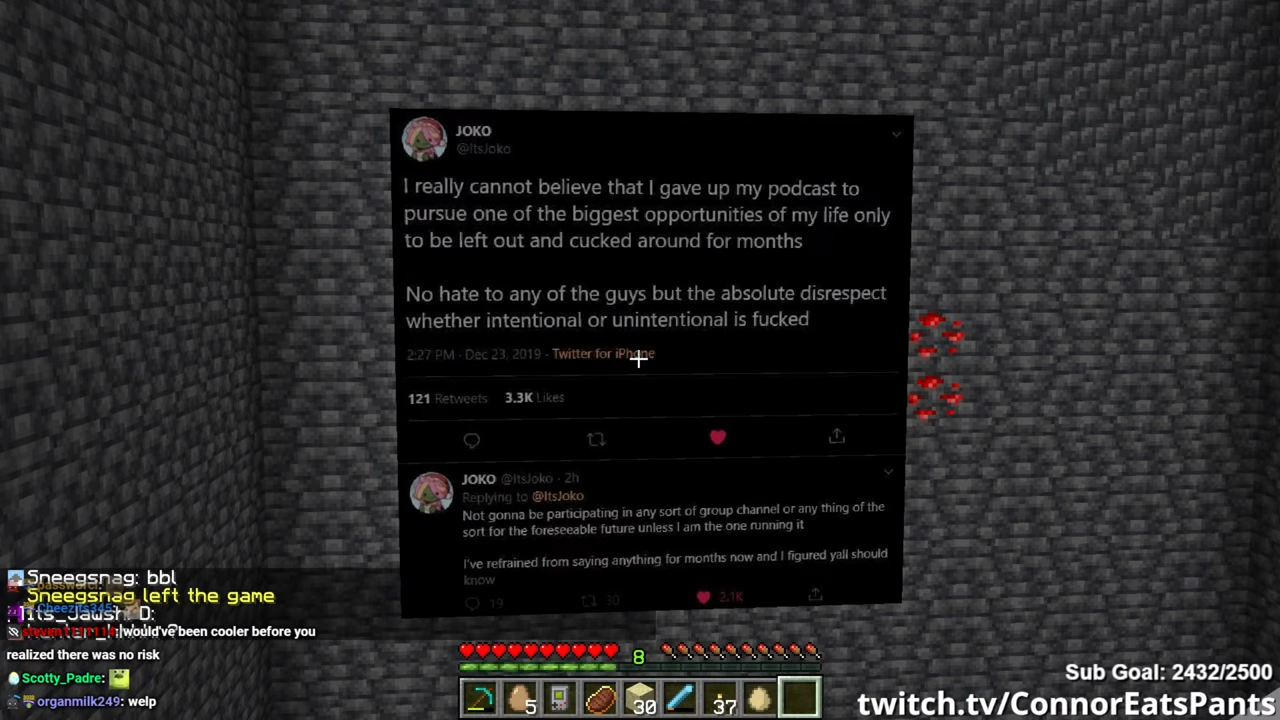 JOKO
@ItsJoko
I really cannot believe that I gave up my podcast to
pursue one of the biggest opportunities of my life only
to be left out and cucked around for months
No hate to any of the guys but the absolute disrespect
whether intentional or unintentional is fucked
2:27 PM · Dec 23, 2019 · Twitter for iPhone
121 Retweets 3.3K Likes
JOKO @ItsJoko · 2h
Replying to @ItsJoko
Not gonna be participating in any sort of group channel or any thing of the
sort for the foreseeable future unless I am the one running it
I've refrained from saying anything for months now and I figured yall should
know
19 30 2.1K
Sneegsnag: bbl
Sneegsnag left the game
Cheezits345:
Its_Jawsh: D:
would've been cooler before you
realized there was no risk
Scotty_Padre:
organmilk249: welp
8
5 30 37
Sub Goal: 2432/2500
twitch.tv/ConnorEatsPants